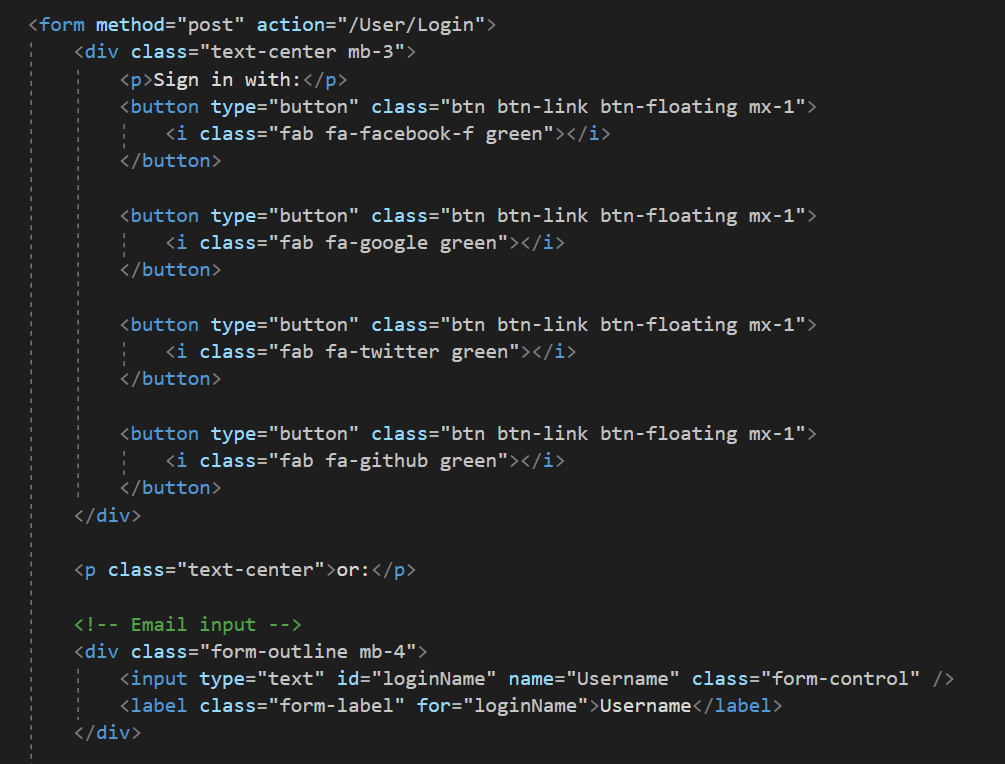 <form method="post" action="/User/Login">
<div class="text-center mb-3">
<p>Sign in with:</p>
<button type="button" class="btn btn-link btn-floating mx-1">
<i class="fab fa-facebook-f green"></i>
</button>
<button type="button" class="btn btn-link btn-floating mx-1">
<i class="fab fa-google green"></i>
</button>
<button type="button" class="btn btn-link btn-floating mx-1">
<i class="fab fa-twitter green"></i>
</button>
<button type="button" class="btn btn-link btn-floating mx-1">
<i class="fab fa-github green"></i>
</button>
</div>
<p class="text-center">or:</p>
<!-- Email input -->
<div class="form-outline mb-4">
<input type="text" id="loginName" name="Username" class="form-control" />
<label class="form-label" for="loginName">Username</label>
</div>